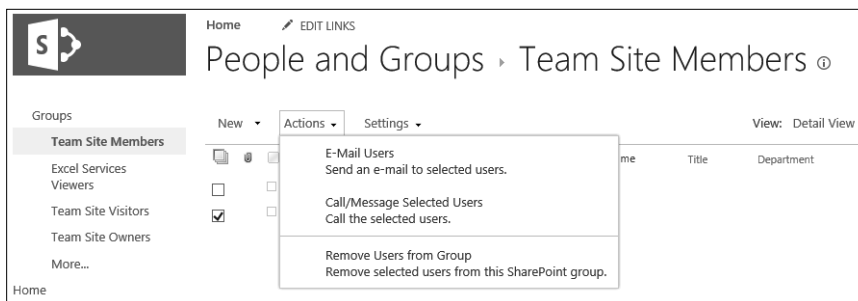 S
Home EDIT LINKS
People and Groups Team Site Members
Groups
Team Site Members
Excel Services
Viewers
Team Site Visitors
Team Site Owners
More...
Home
New Actions Settings View: Detail View
me Title Department
E-Mail Users
Send an e-mail to selected users.
Call/Message Selected Users
Call the selected users.
Remove Users from Group
Remove selected users from this SharePoint group.